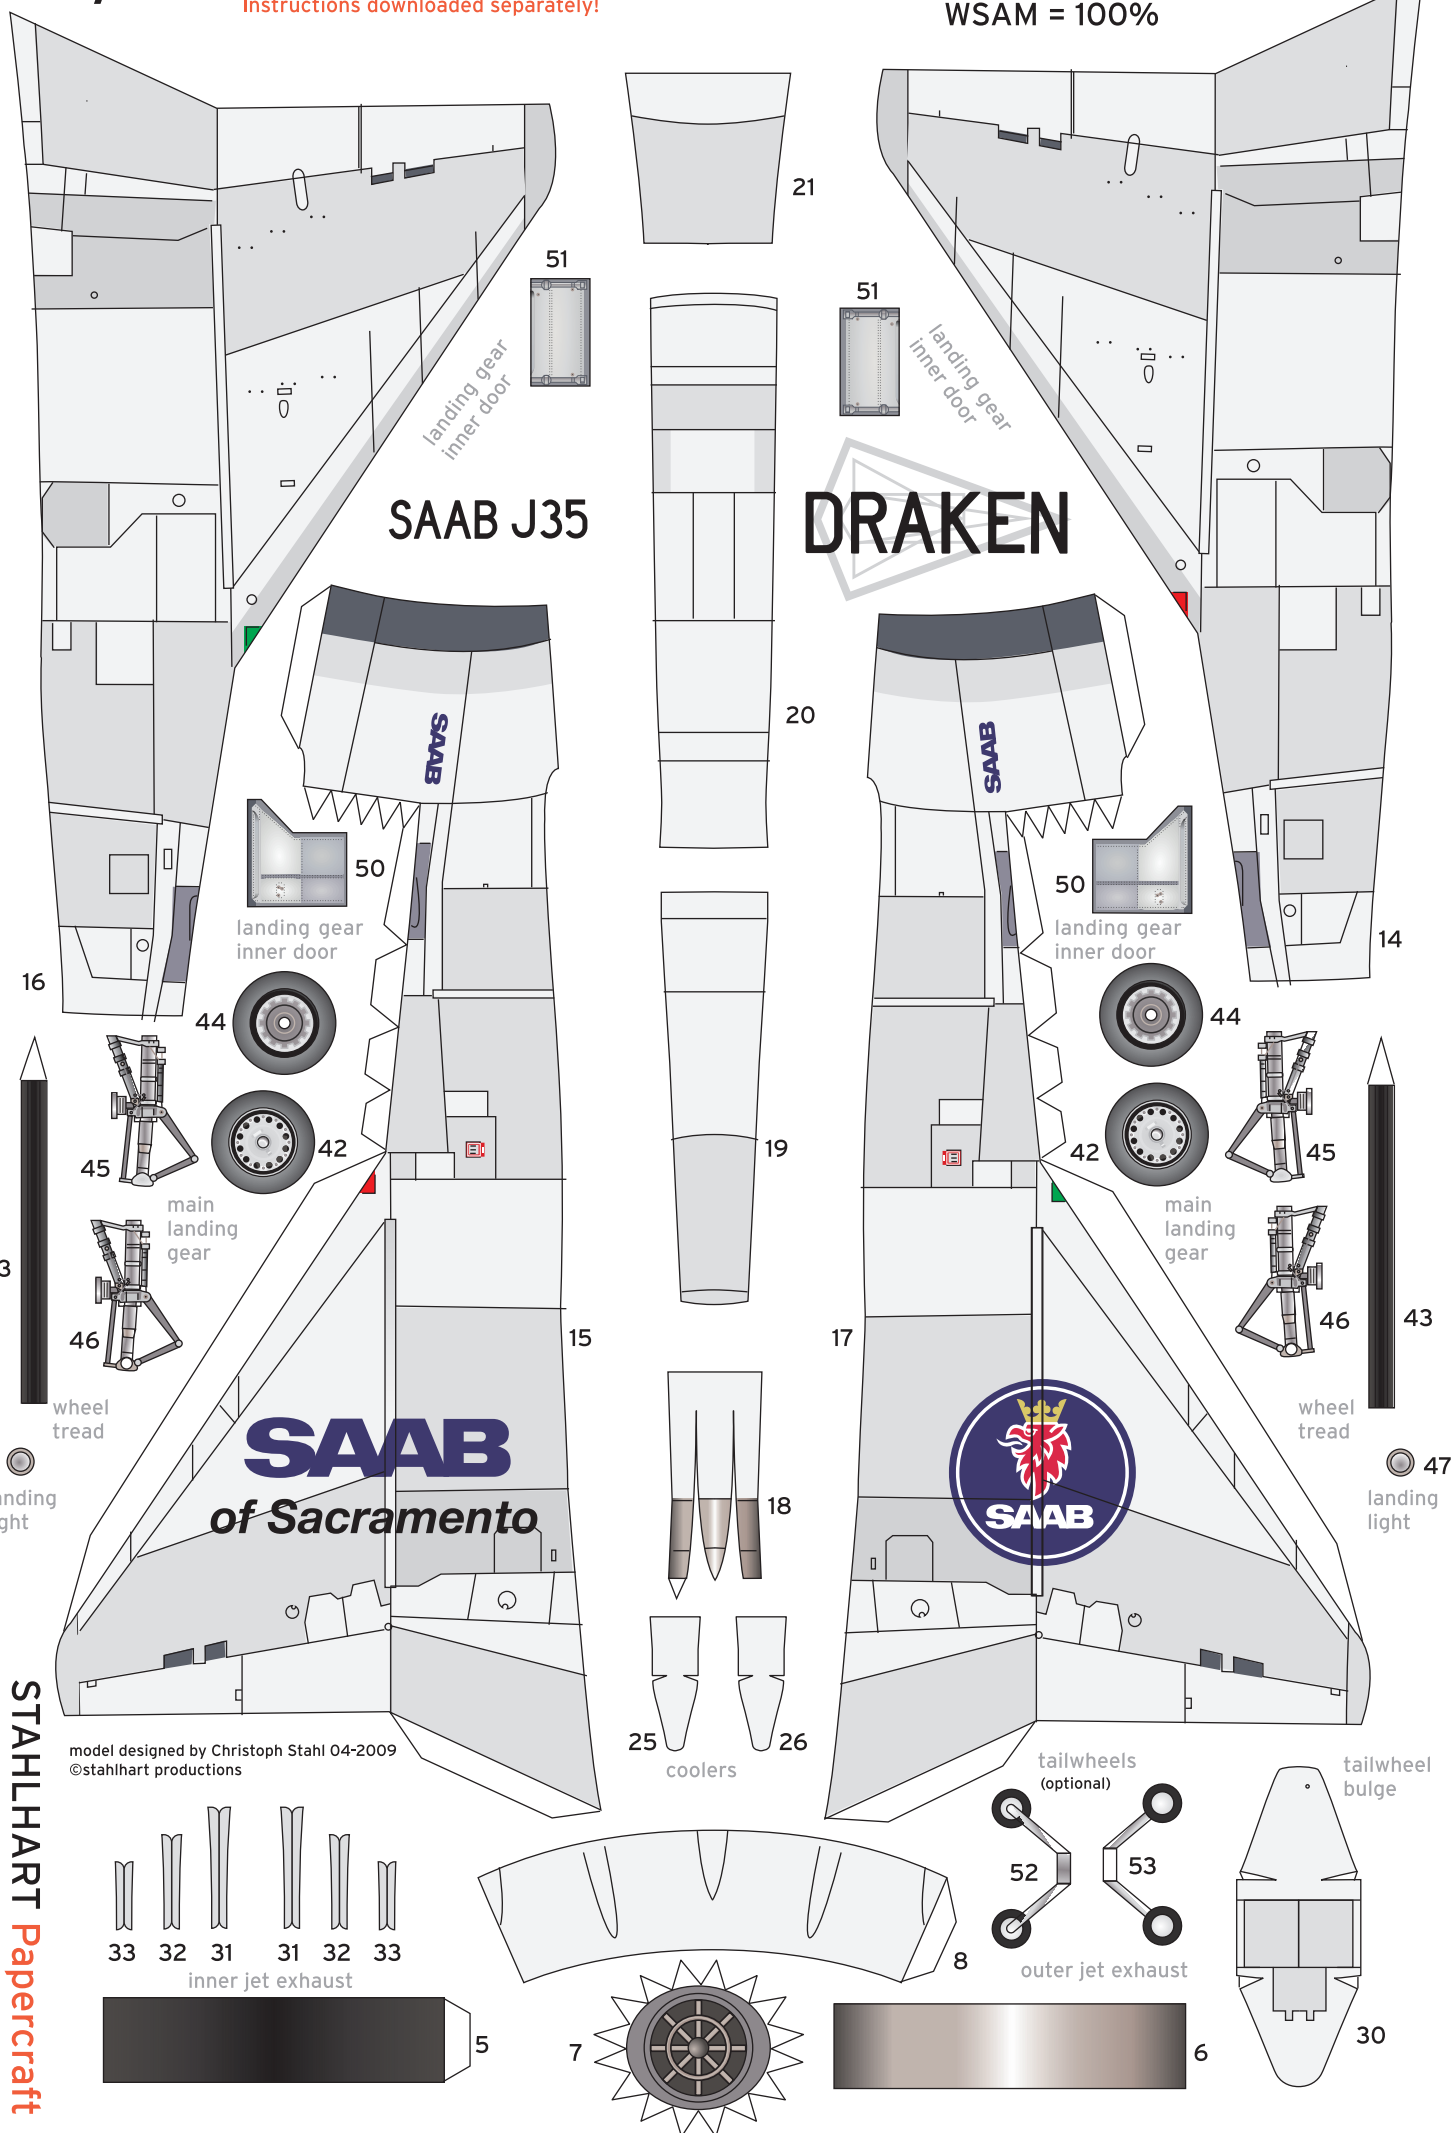 Instructions downloaded separately!
WSAM = 100%
21
51
51
landing gear
inner door
landing gear
inner door
SAAB J35
DRAKEN
SAAB
SAAB
20
50
landing gear
inner door
50
landing gear
inner door
16
14
44
44
42
42
45
45
main
landing
gear
main
landing
gear
19
3
46
46
43
15
17
wheel
tread
wheel
tread
SAAB
of Sacramento
SAAB
18
47
landing
light
25
26
coolers
model designed by Christoph Stahl 04-2009
©stahlhart productions
tailwheels
(optional)
tailwheel
bulge
STAHLHART Papercraft
33 32 31 31 32 33
inner jet exhaust
52
53
8
outer jet exhaust
5
7
6
30